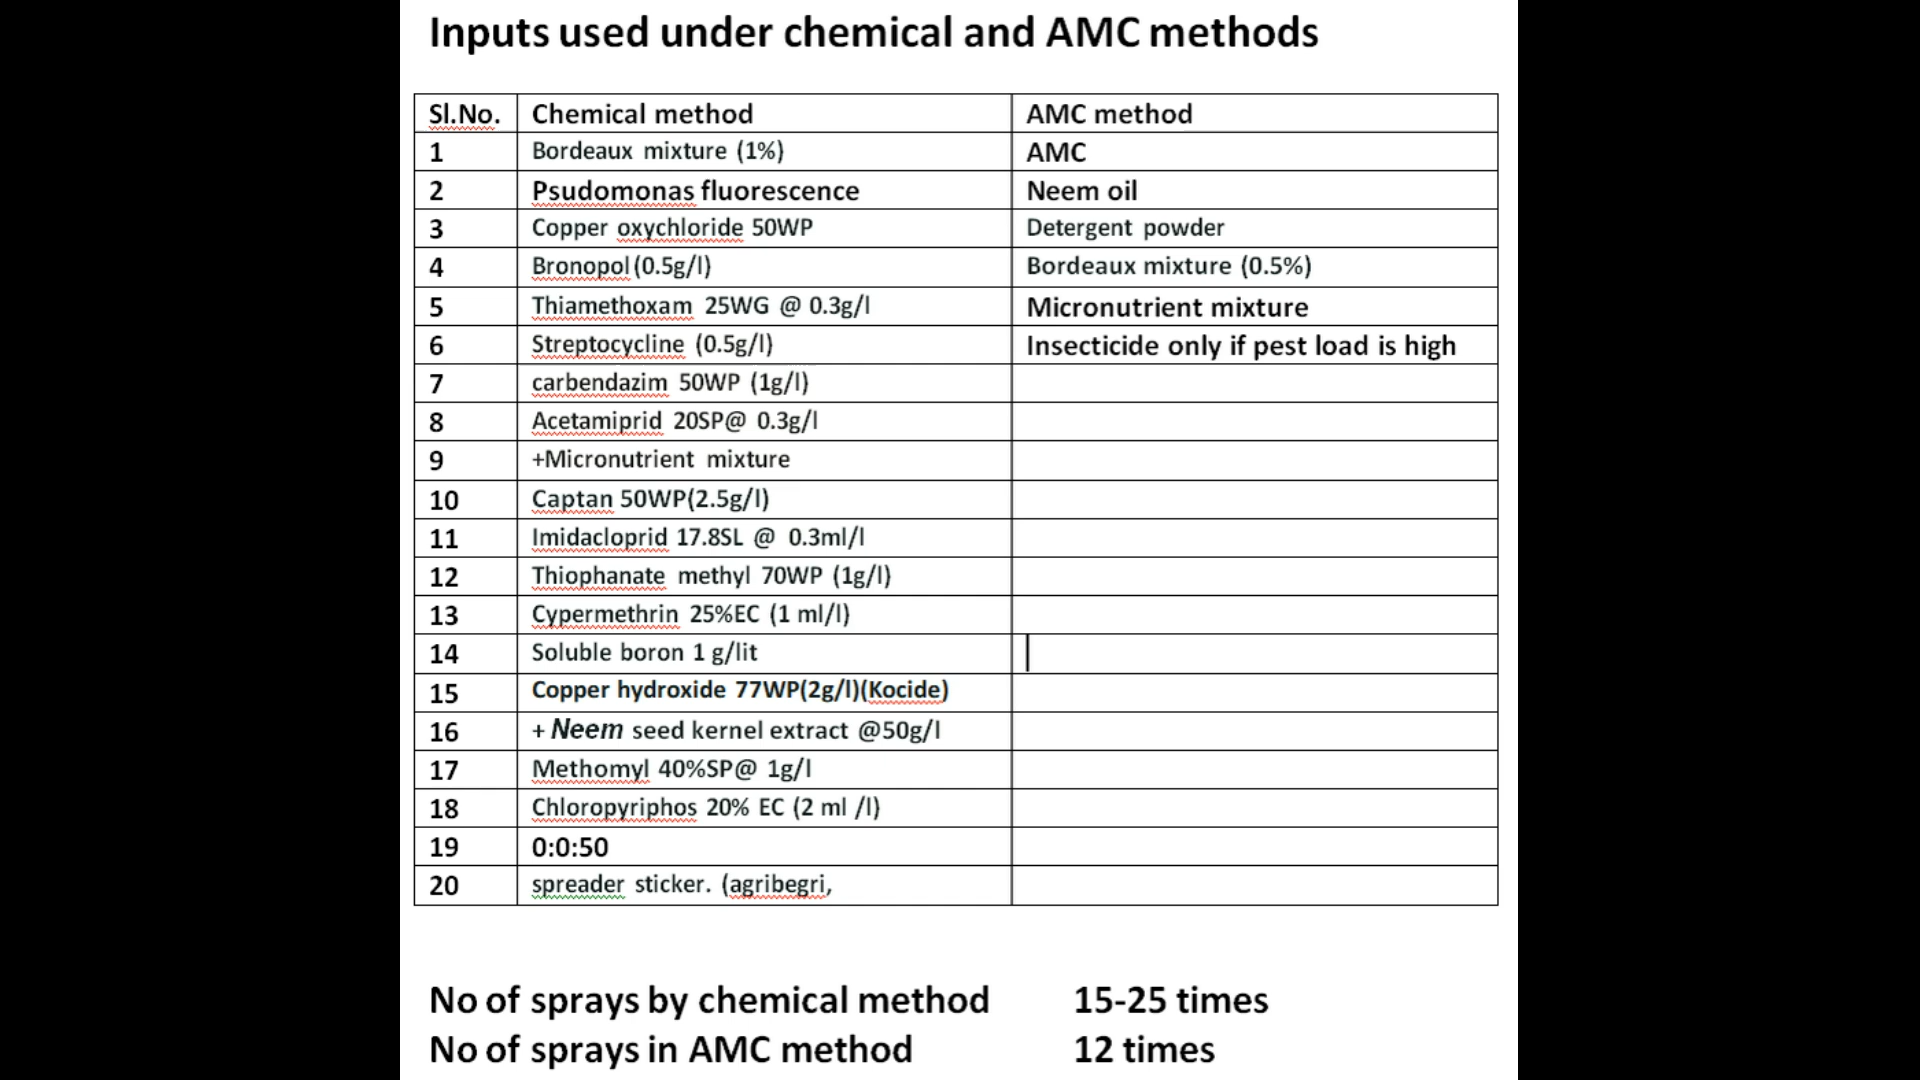 Inputs used under chemical and AMC methods
Sl.No. Chemical method AMC method
1 Bordeaux mixture (1%) AMC
2 Psudomonas fluorescence Neem oil
3 Copper oxychloride 50WP Detergent powder
4 Bronopol(0.5g/l) Bordeaux mixture (0.5%)
5 Thiamethoxam 25WG @ 0.3g/l Micronutrient mixture
6 Streptocycline (0.5g/l) Insecticide only if pest load is high
7 carbendazim 50WP (1g/l)
8 Acetamiprid 20SP@ 0.3g/l
9 +Micronutrient mixture
10 Captan 50WP(2.5g/l)
11 Imidacloprid 17.8SL @ 0.3ml/l
12 Thiophanate methyl 70WP (1g/l)
13 Cypermethrin 25%EC (1 ml/l)
14 Soluble boron 1 g/lit
15 Copper hydroxide 77WP(2g/l)(Kocide)
16 + Neem seed kernel extract @50g/l
17 Methomyl 40%SP@ 1g/l
18 Chloropyriphos 20% EC (2 ml /l)
19 0:0:50
20 spreader sticker. (agribegri,
No of sprays by chemical method 15-25 times
No of sprays in AMC method 12 times